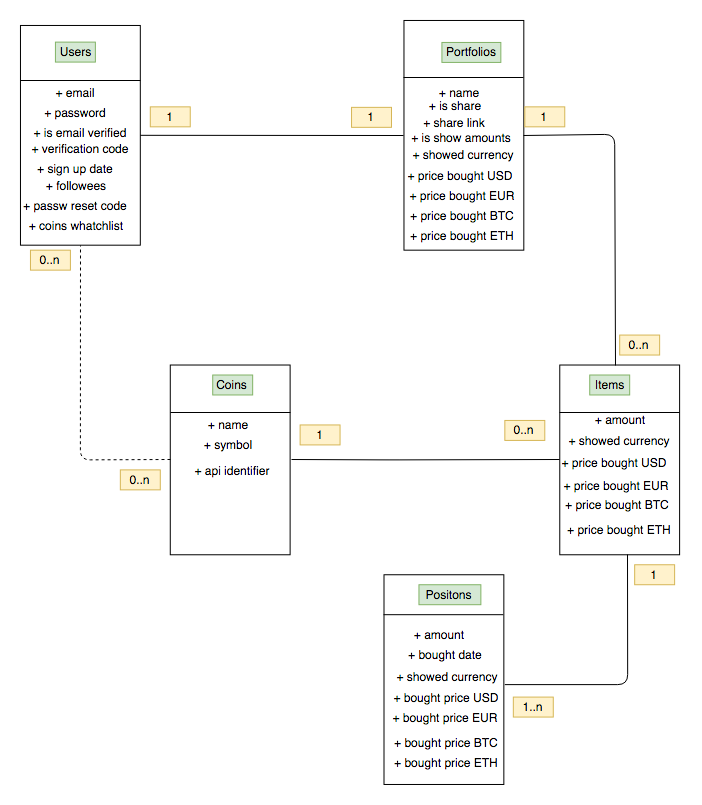 Users
+ email
+ password
+ is email verified
+ verification code
+ sign up date
+ followees
+ passw reset code
+ coins whatchlist
1
1
Portfolios
+ name
+ is share
+ share link
+ is show amounts
+ showed currency
+ price bought USD
+ price bought EUR
+ price bought BTC
+ price bought ETH
1
0..n
0..n
Coins
+ name
+ symbol
+ api identifier
0..n
1
0..n
Items
+ amount
+ showed currency
+ price bought USD
+ price bought EUR
+ price bought BTC
+ price bought ETH
1
Positons
+ amount
+ bought date
+ showed currency
+ bought price USD
+ bought price EUR
+ bought price BTC
+ bought price ETH
1..n